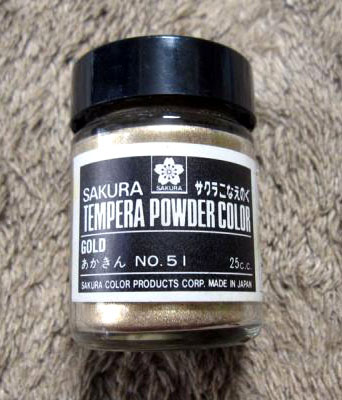 SAKURA
SAKURA
サクラこなえのぐ
TEMPERA POWDER COLOR
GOLD
あかきん NO.51 25c.c.
SAKURA COLOR PRODUCTS CORP. MADE IN JAPAN